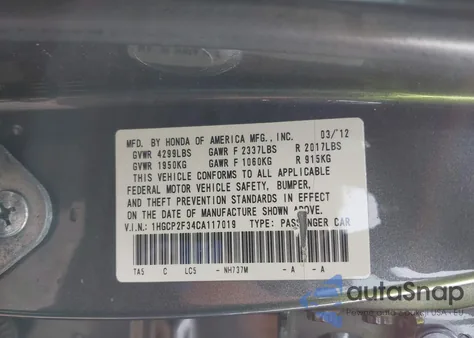 MFD. BY HONDA OF AMERICA MFG., INC. 03/12
GVWR 4299LBS GAWR F 2337LBS R 2017LBS
GVWR 1950KG GAWR F 1060KG R 915KG
THIS VEHICLE CONFORMS TO ALL APPLICABLE
FEDERAL MOTOR VEHICLE SAFETY, BUMPER,
AND THEFT PREVENTION STANDARDS IN EFFECT
ON THE DATE OF MANUFACTURE SHOWN ABOVE.
V.I.N.: 1HGCP2F34CA117019 TYPE: PASSENGER CAR
TA5 C LC5 - NH737M - A - A
autoSnap